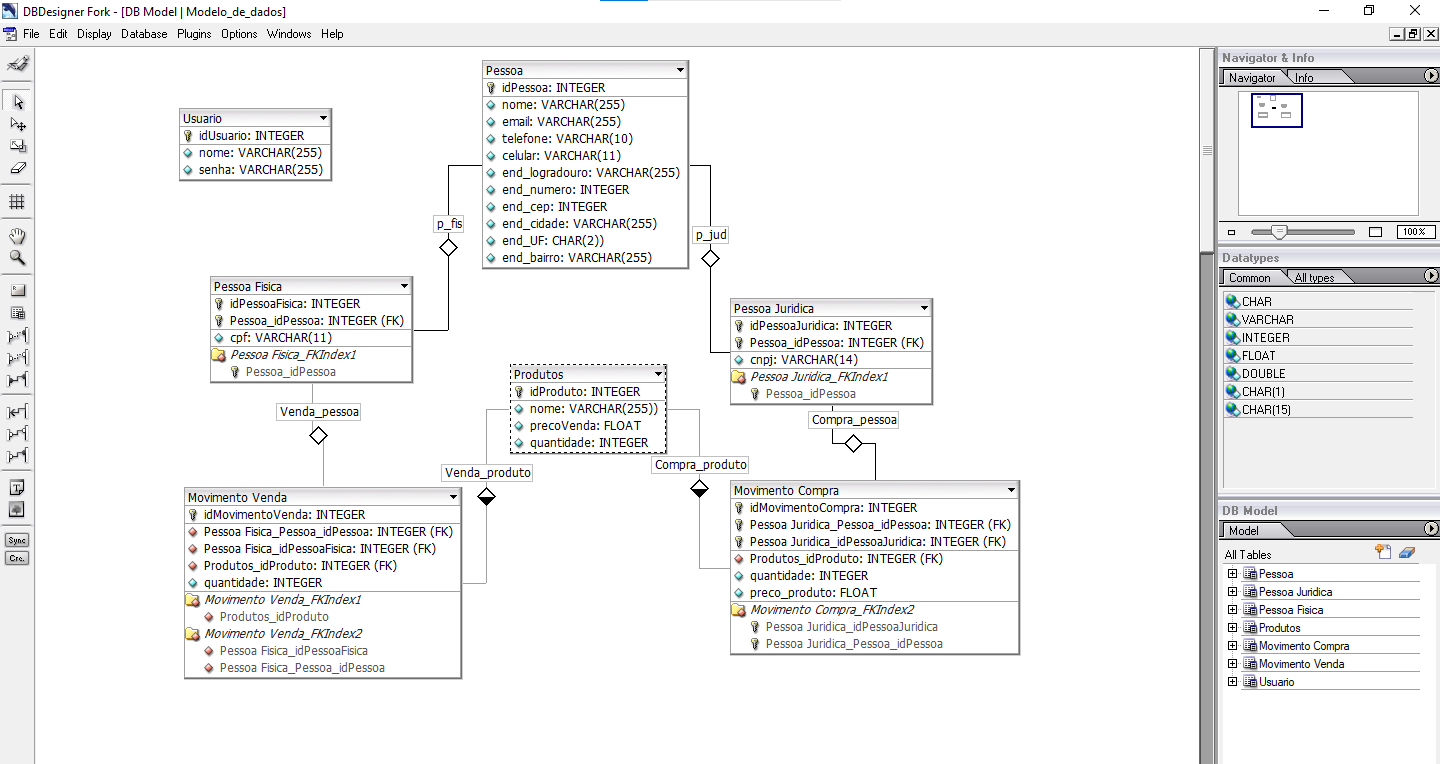 DBDesigner Fork - [DB Model | Modelo_de_dados]
File Edit Display Database Plugins Options Windows Help
Usuario
idUsuario: INTEGER
nome: VARCHAR(255)
senha: VARCHAR(255)
Pessoa
idPessoa: INTEGER
nome: VARCHAR(255)
email: VARCHAR(255)
telefone: VARCHAR(10)
celular: VARCHAR(11)
end_logradouro: VARCHAR(255)
end_numero: INTEGER
end_cep: INTEGER
end_cidade: VARCHAR(255)
end_UF: CHAR(2))
end_bairro: VARCHAR(255)
p_fis
p_jud
Pessoa Fisica
idPessoaFisica: INTEGER
Pessoa_idPessoa: INTEGER (FK)
cpf: VARCHAR(11)
Pessoa Fisica_FKIndex1
Pessoa_idPessoa
Pessoa Juridica
idPessoaJuridica: INTEGER
Pessoa_idPessoa: INTEGER (FK)
cnpj: VARCHAR(14)
Pessoa Juridica_FKIndex1
Pessoa_idPessoa
Produtos
idProduto: INTEGER
nome: VARCHAR(255))
precoVenda: FLOAT
quantidade: INTEGER
Venda_pessoa
Compra_pessoa
Venda_produto
Compra_produto
Movimento Venda
idMovimentoVenda: INTEGER
Pessoa Fisica_Pessoa_idPessoa: INTEGER (FK)
Pessoa Fisica_idPessoaFisica: INTEGER (FK)
Produtos_idProduto: INTEGER (FK)
quantidade: INTEGER
Movimento Venda_FKIndex1
Produtos_idProduto
Movimento Venda_FKIndex2
Pessoa Fisica_idPessoaFisica
Pessoa Fisica_Pessoa_idPessoa
Movimento Compra
idMovimentoCompra: INTEGER
Pessoa Juridica_Pessoa_idPessoa: INTEGER (FK)
Pessoa Juridica_idPessoaJuridica: INTEGER (FK)
Produtos_idProduto: INTEGER (FK)
quantidade: INTEGER
preco_produto: FLOAT
Movimento Compra_FKIndex2
Pessoa Juridica_idPessoaJuridica
Pessoa Juridica_Pessoa_idPessoa
Sync
Cre.
Navigator & Info
Navigator Info
100%
Datatypes
Common All types
CHAR
VARCHAR
INTEGER
FLOAT
DOUBLE
CHAR(1)
CHAR(15)
DB Model
Model
All Tables
Pessoa
Pessoa Juridica
Pessoa Fisica
Produtos
Movimento Compra
Movimento Venda
Usuario